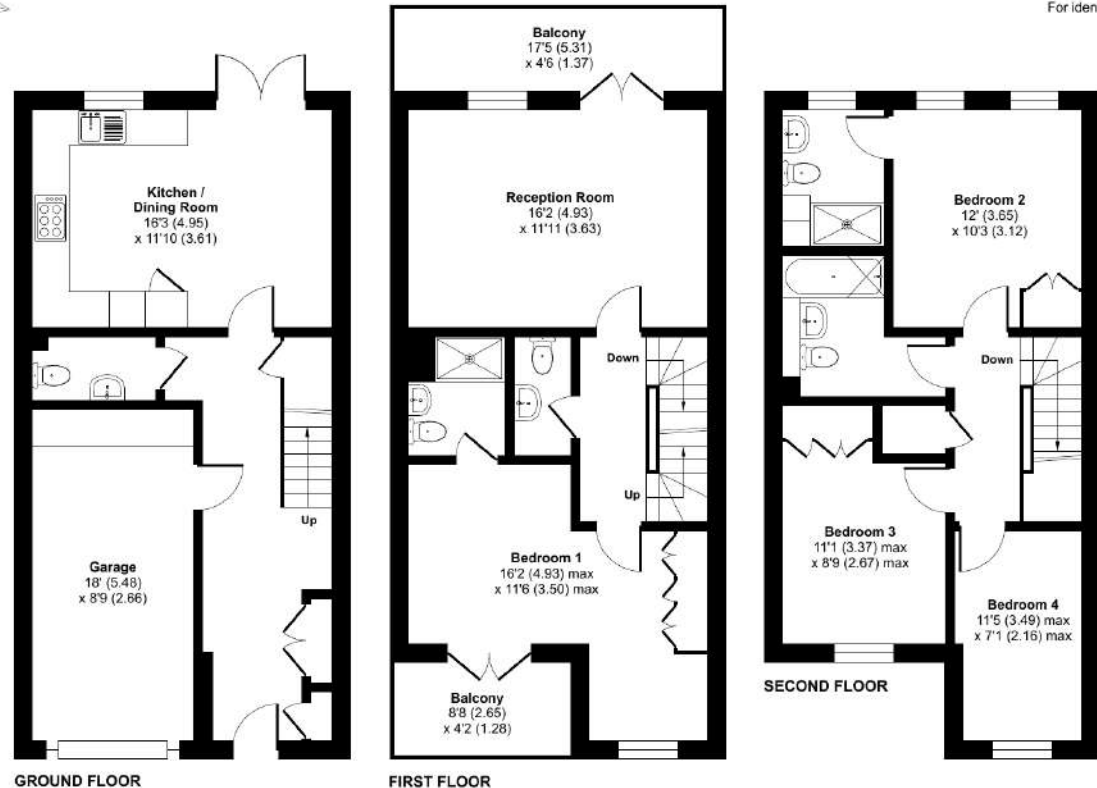 For iden
Balcony
17'5 (5.31)
x 4'6 (1.37)
Kitchen /
Dining Room
16'3 (4.95)
x 11'10 (3.61)
Reception Room
16'2 (4.93)
x 11'11 (3.63)
Bedroom 2
12' (3.65)
x 10'3 (3.12)
Down
Down
Up
Up
Garage
18' (5.48)
x 8'9 (2.66)
Bedroom 1
16'2 (4.93) max
x 11'6 (3.50) max
Bedroom 3
11'1 (3.37) max
x 8'9 (2.67) max
Bedroom 4
11'5 (3.49) max
x 7'1 (2.16) max
Balcony
8'8 (2.65)
x 4'2 (1.28)
SECOND FLOOR
GROUND FLOOR
FIRST FLOOR